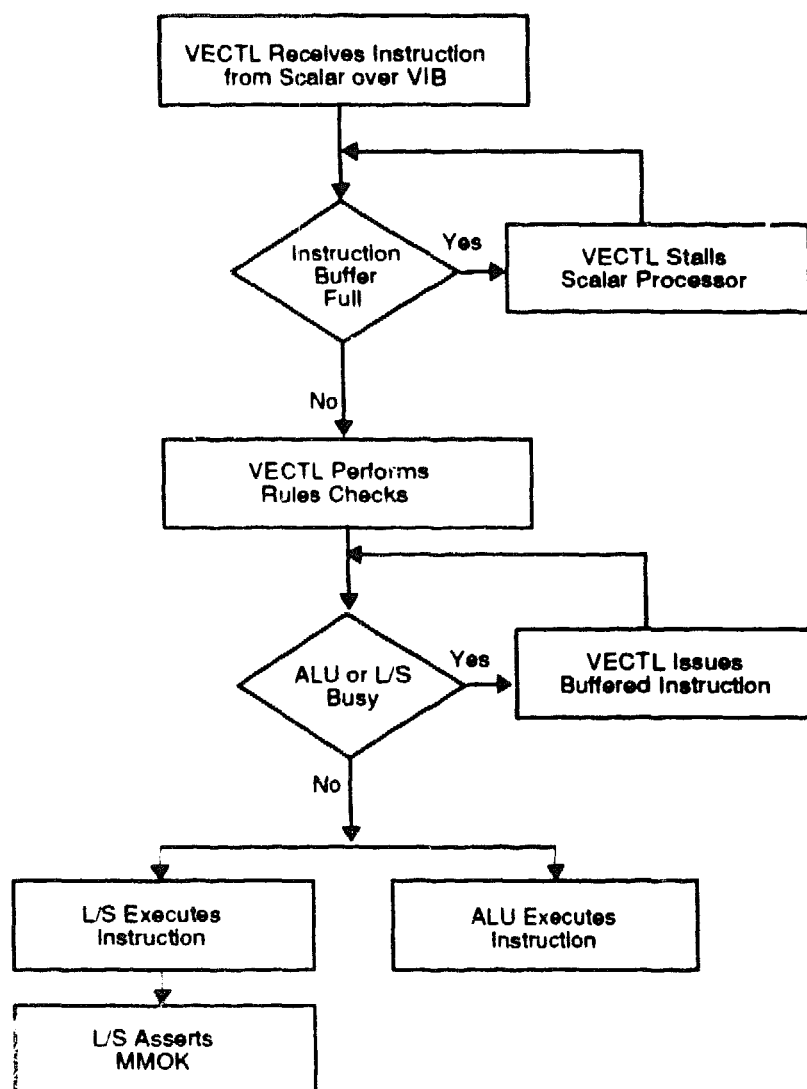 VECTL Receives Instruction
from Scalar over VIB
Instruction
Buffer
Full
Yes
VECTL Stalls
Scalar Processor
No
VECTL Performs
Rules Checks
ALU or L/S
Busy
Yes
VECTL Issues
Buffered Instruction
No
L/S Executes
Instruction
ALU Executes
Instruction
L/S Asserts
MMOK